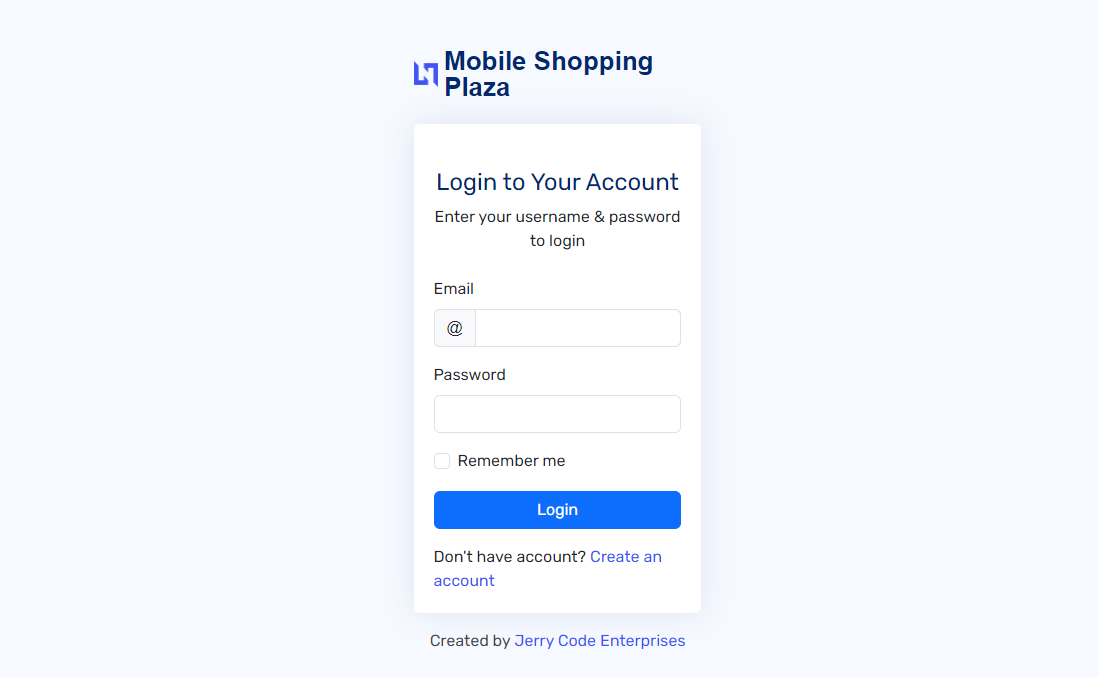 Mobile Shopping
Plaza
Login to Your Account
Enter your username & password
to login
Email
@
Password
Remember me
Login
Don't have account? Create an
account
Created by Jerry Code Enterprises